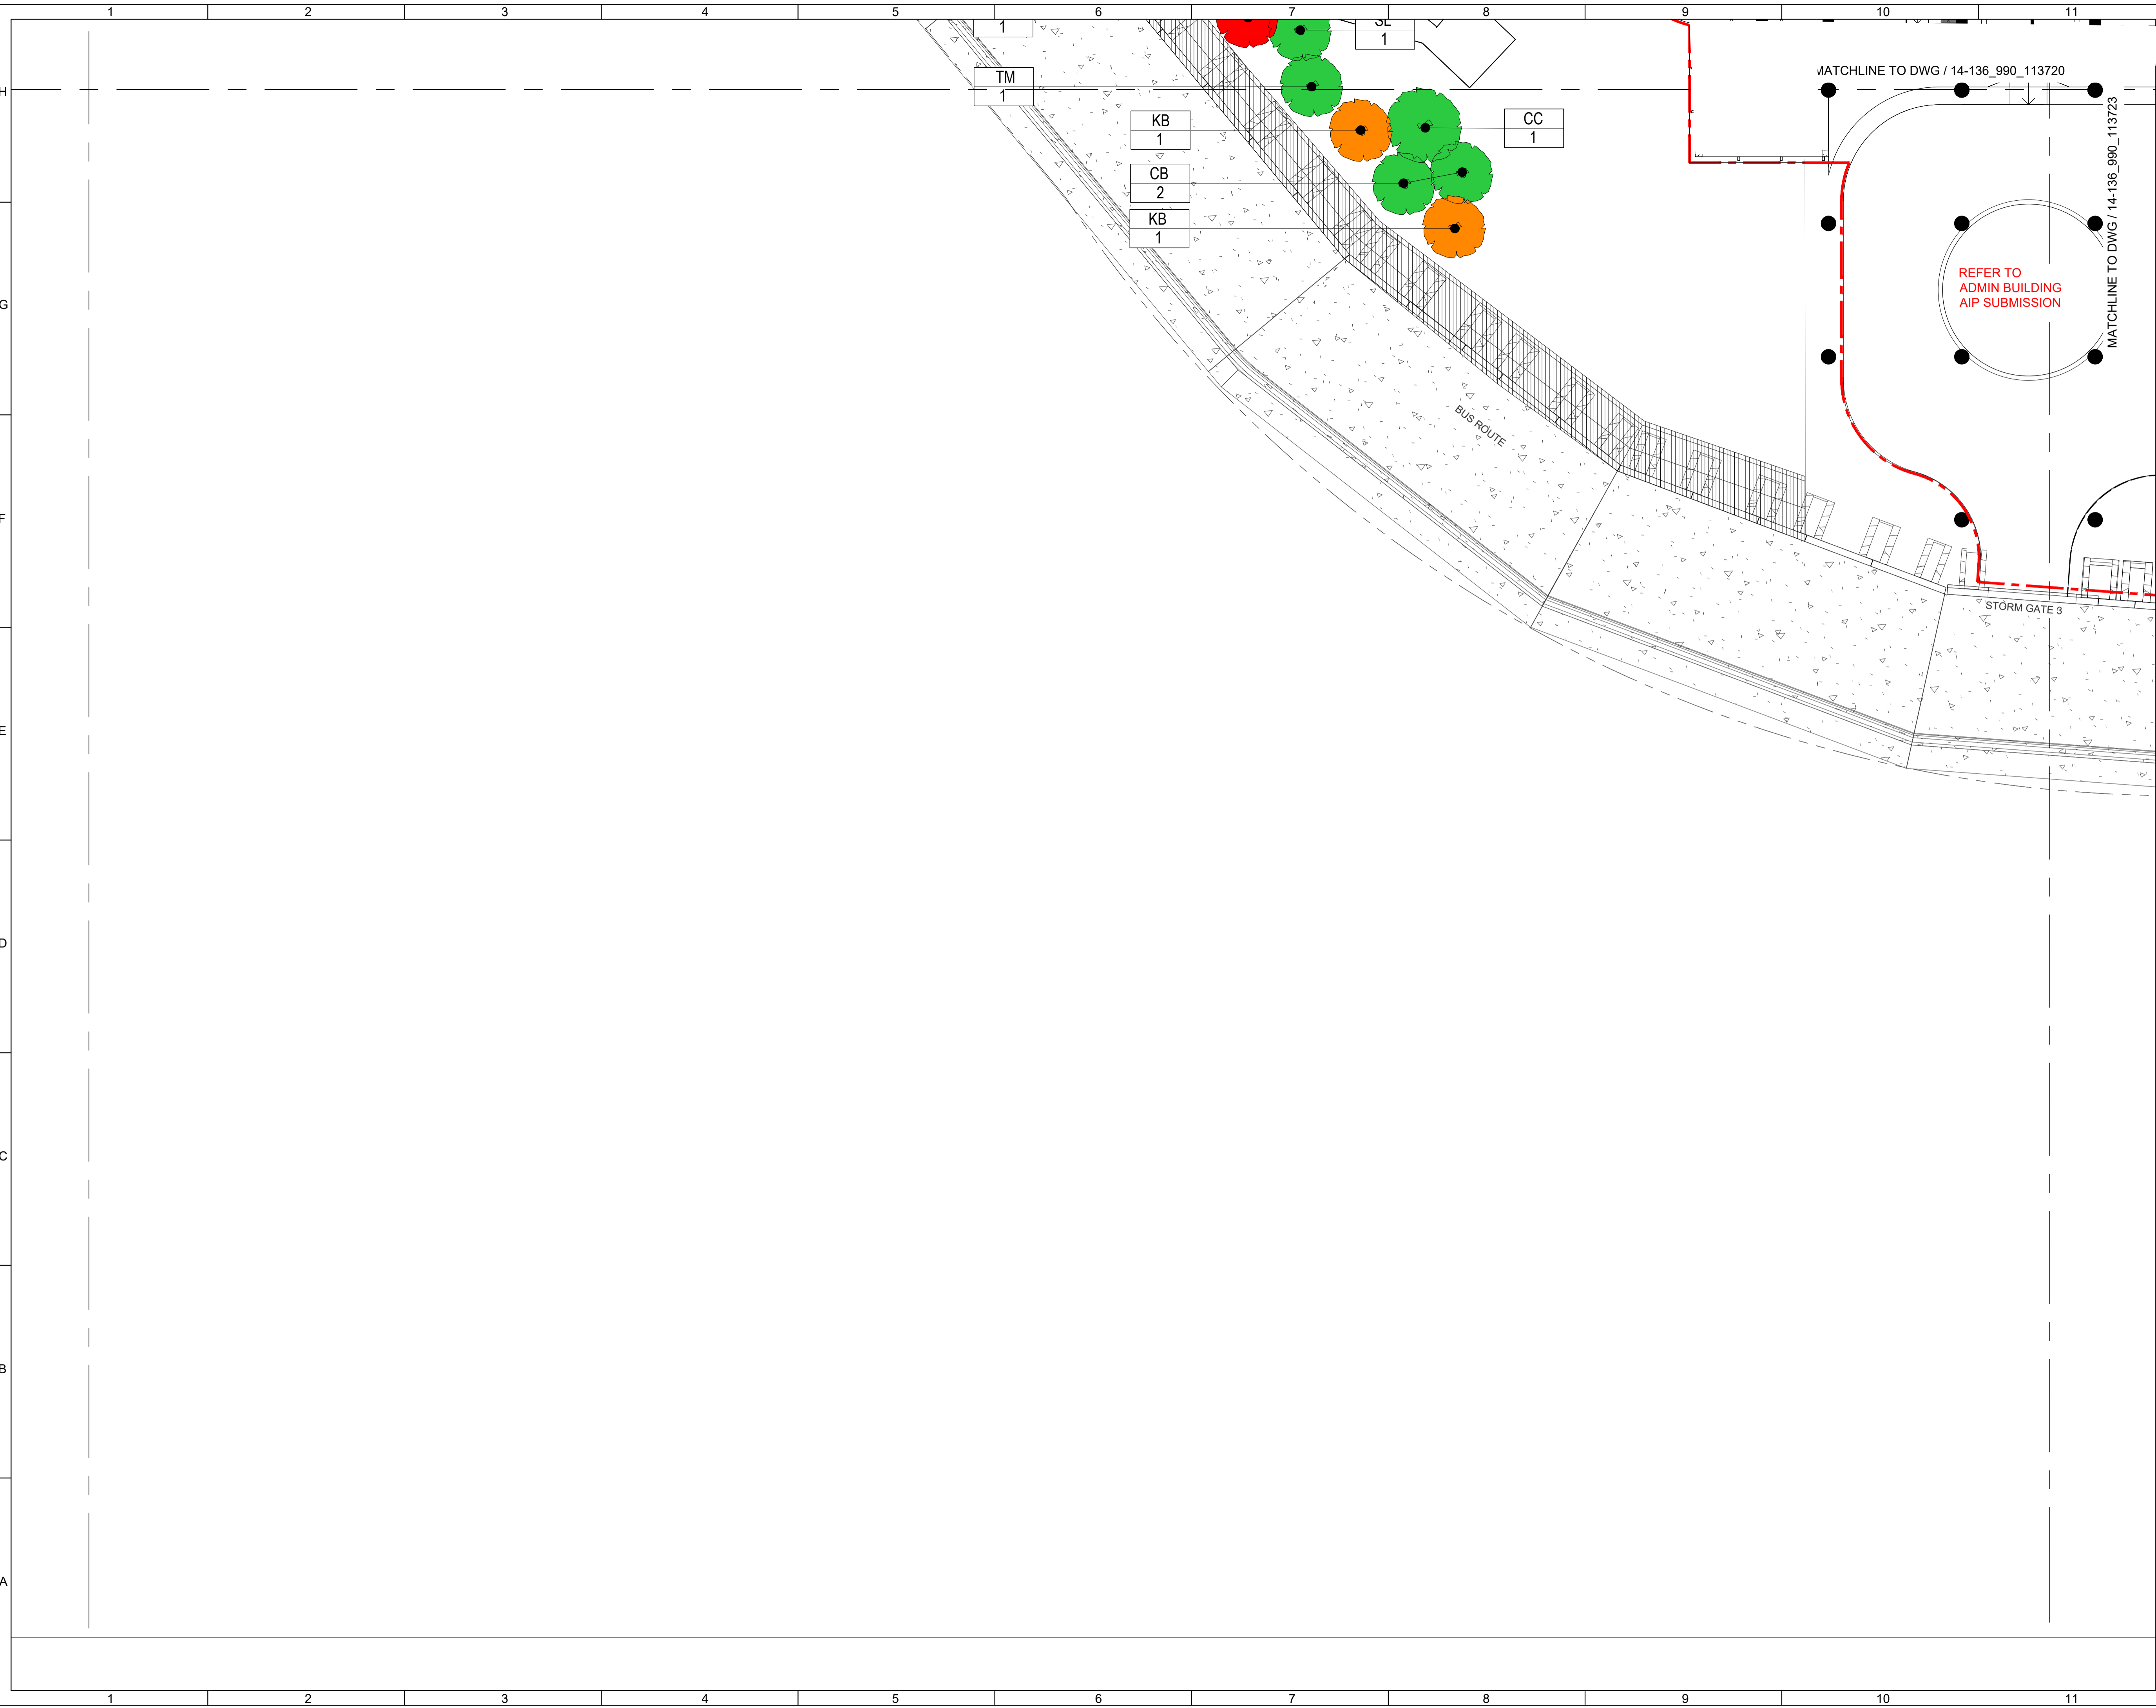 1 2 3 4 5 6 7 8 9 10 11
1
1
TM
1
KB
1
CB
2
KB
1
CC
1
MATCHLINE TO DWG / 14-136_990_113720
MATCHLINE TO DWG / 14-136_990_113723
REFER TO
ADMIN BUILDING
AIP SUBMISSION
BUS ROUTE
STORM GATE 3
H
G
F
E
D
C
B
A
1 2 3 4 5 6 7 8 9 10 11